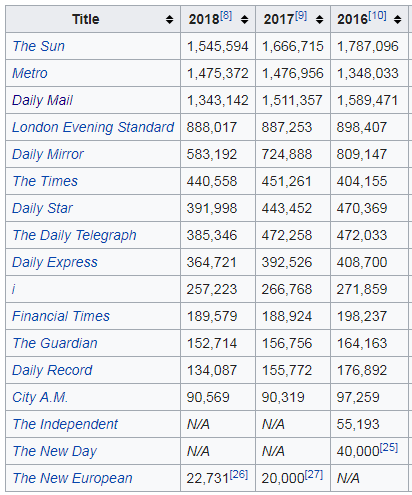 Title 2018[8] 2017[9] 2016[10]
The Sun 1,545,594 1,666,715 1,787,096
Metro 1,475,372 1,476,956 1,348,033
Daily Mail 1,343,142 1,511,357 1,589,471
London Evening Standard 888,017 887,253 898,407
Daily Mirror 583,192 724,888 809,147
The Times 440,558 451,261 404,155
Daily Star 391,998 443,452 470,369
The Daily Telegraph 385,346 472,258 472,033
Daily Express 364,721 392,526 408,700
i 257,223 266,768 271,859
Financial Times 189,579 188,924 198,237
The Guardian 152,714 156,756 164,163
Daily Record 134,087 155,772 176,892
City A.M. 90,569 90,319 97,259
The Independent N/A N/A 55,193
The New Day N/A N/A 40,000[25]
The New European 22,731[26] 20,000[27] N/A